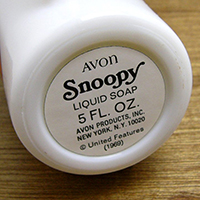 AVON
Snoopy
LIQUID SOAP
5 FL. OZ.
AVON PRODUCTS, INC.
NEW YORK, N.Y. 10020
© United Features
(1969)